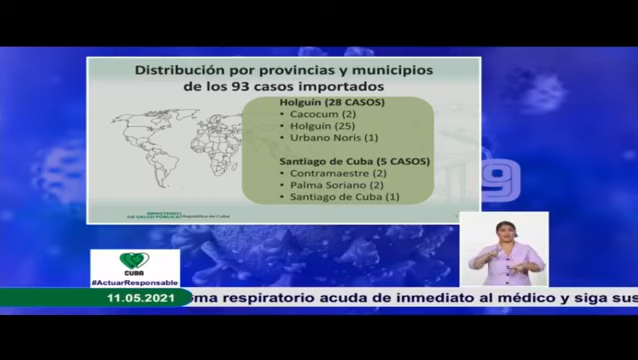 Distribución por provincias y municipios
de los 93 casos importados
Holguín (28 CASOS)
• Cacocum (2)
• Holguín (25)
• Urbano Noris (1)
Santiago de Cuba (5 CASOS)
• Contramaestre (2)
• Palma Soriano (2)
• Santiago de Cuba (1)
9
MINISTERIO
DE SALUD PÚBLICA
República de Cuba
CUBA
#ActuarResponsable
11.05.2021
oma respiratorio acuda de inmediato al médico y siga sus